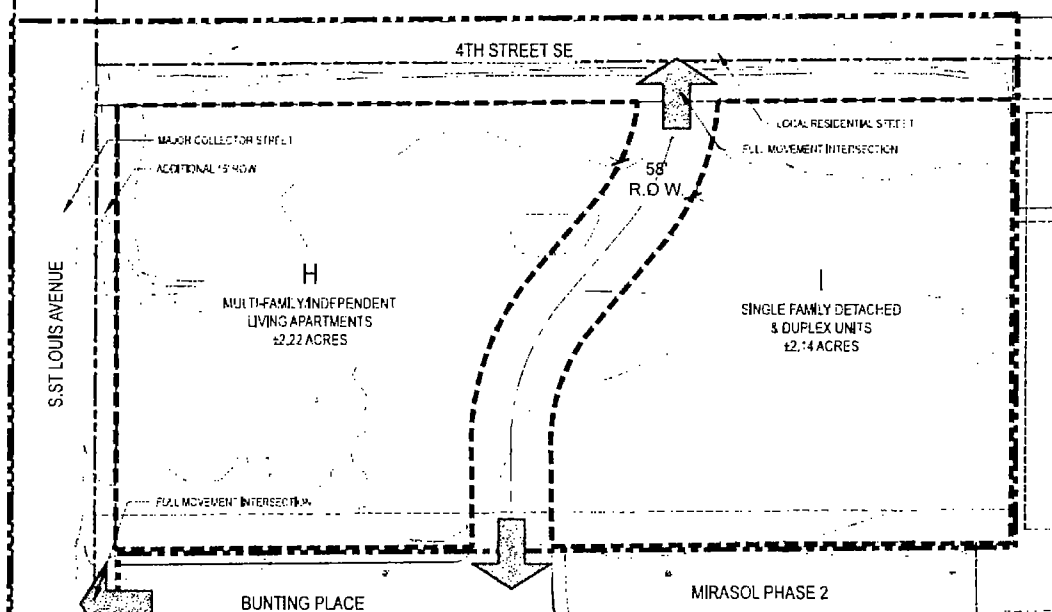 4TH STREET SE
MAJOR COLLECTOR STREET
ADDITIONAL 15' ROW
LOCAL RESIDENTIAL STREET
FULL MOVEMENT INTERSECTION
58'
R.O.W.
S.ST LOUIS AVENUE
H
MULTI-FAMILY/INDEPENDENT
LIVING APARTMENTS
±2.22 ACRES
I
SINGLE FAMILY DETACHED
& DUPLEX UNITS
±2.14 ACRES
FULL MOVEMENT INTERSECTION
BUNTING PLACE
MIRASOL PHASE 2